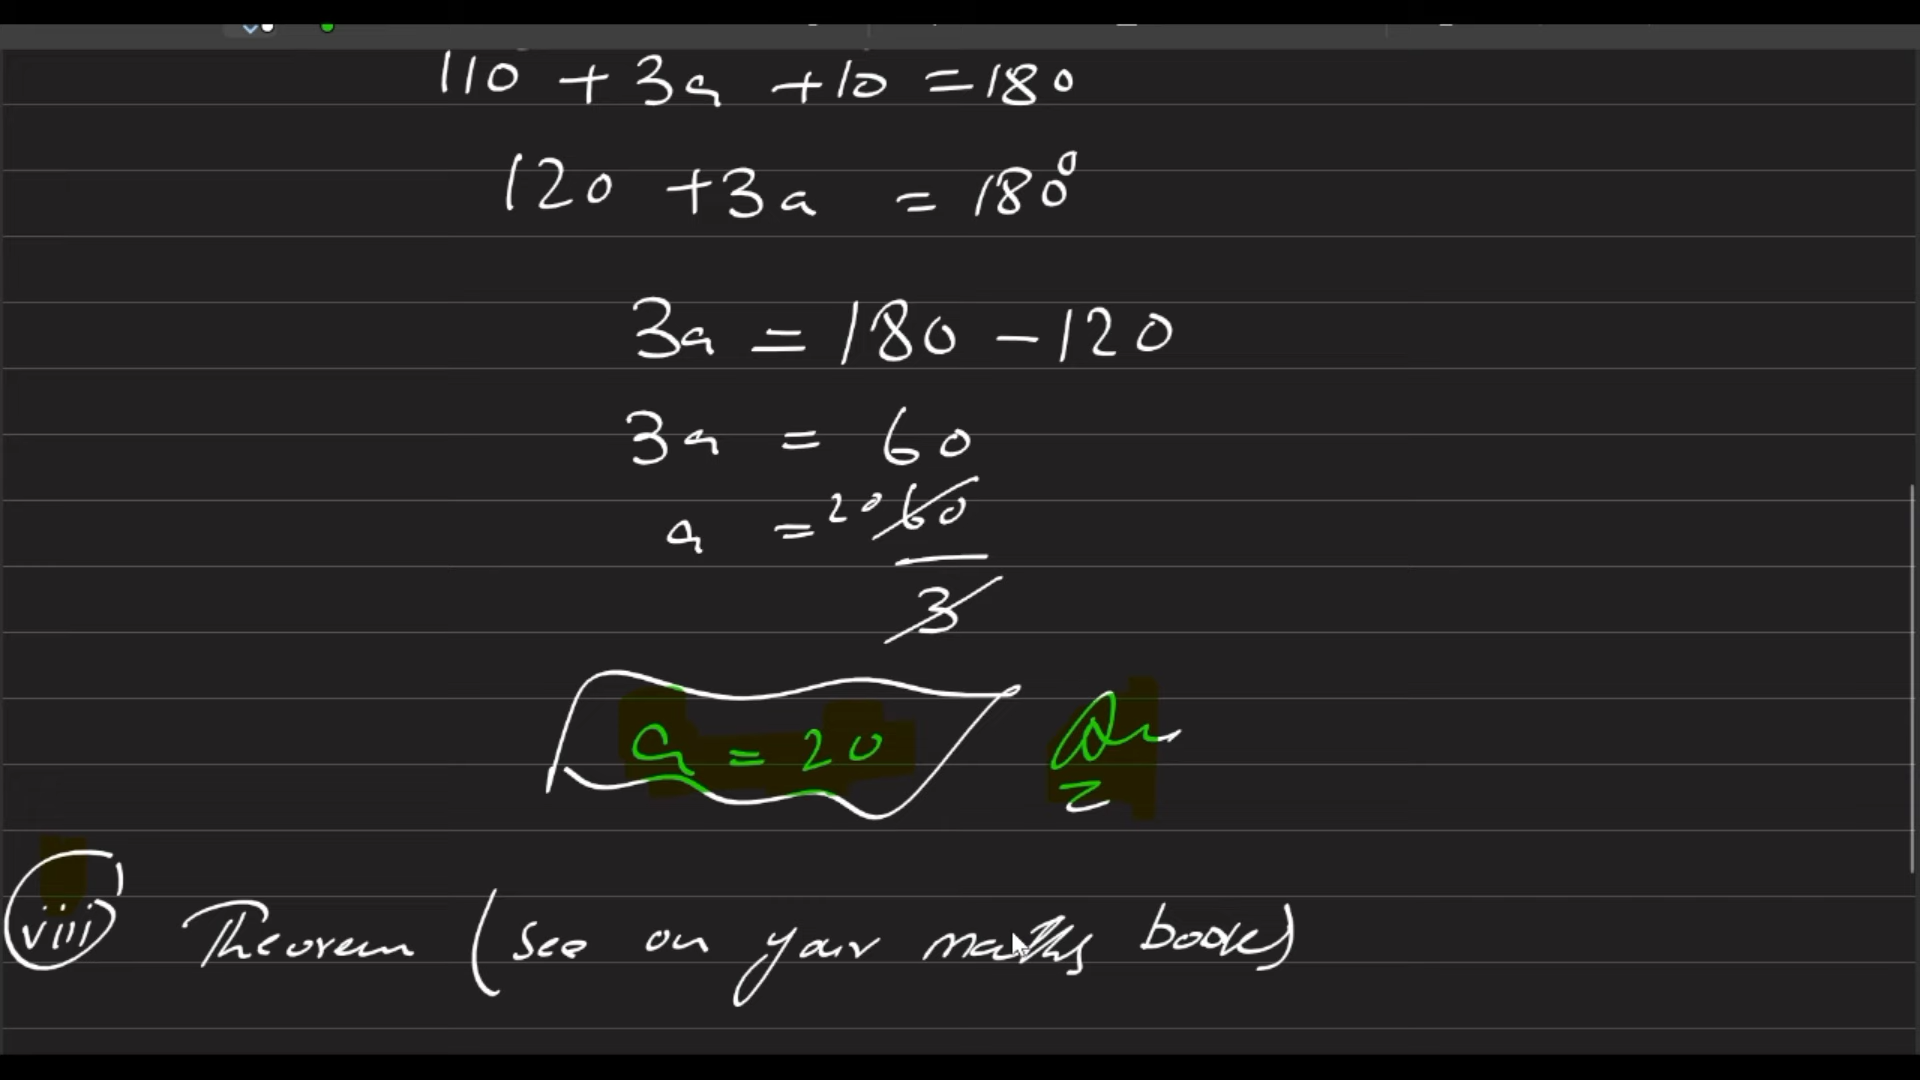 110 + 3a + 10 = 180
120 + 3a = 180°
3a = 180 - 120
3a = 60
a = 20 60
3
a = 20
viii Theorem (see on your maths book)